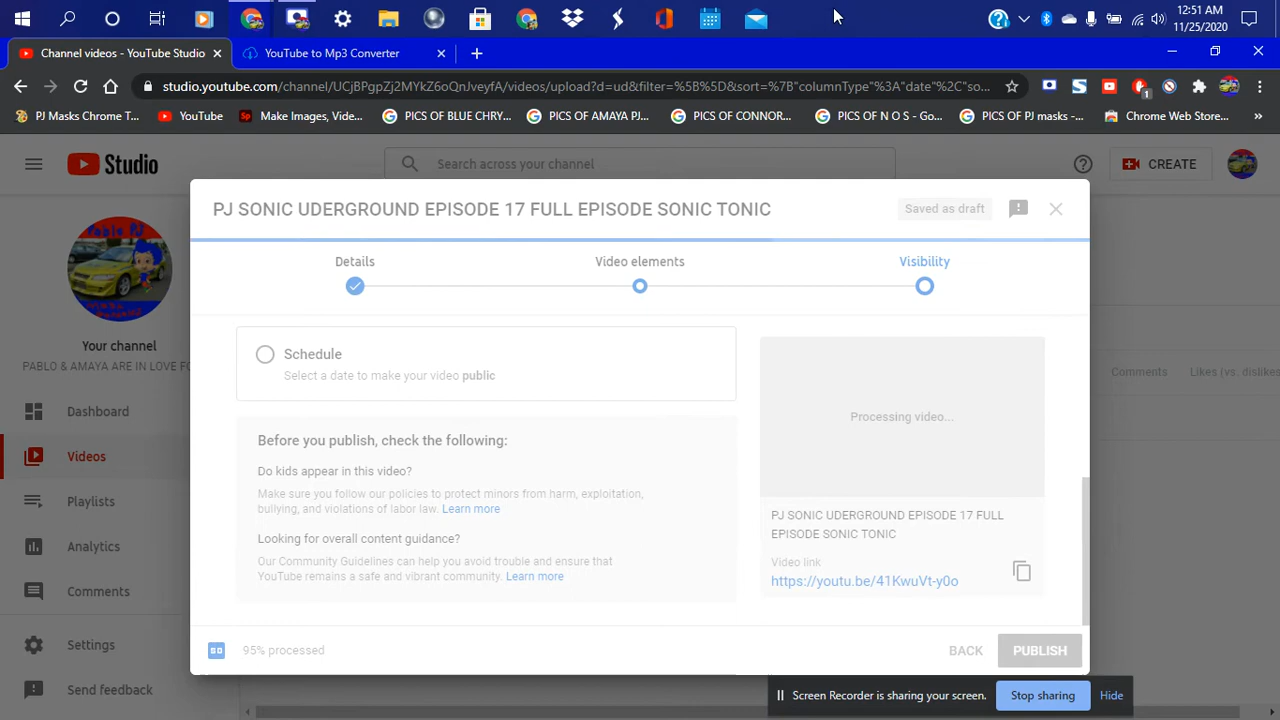 12:51 AM
11/25/2020
Channel videos - YouTube Studio
YouTube to Mp3 Converter
studio.youtube.com/channel/UCjBPgpZj2MYkZ6oQnJveyfA/videos/upload?d=ud&filter=%5B%5D&sort=%7B"columnType"%3A"date"%2C"so...
PJ Masks Chrome T...
YouTube
Make Images, Vide...
PICS OF BLUE CHRY...
PICS OF AMAYA PJ...
PICS OF CONNOR...
PICS OF N O S - Go...
PICS OF PJ masks - ...
Chrome Web Store...
»
Studio
Search across your channel
CREATE
PJ SONIC UDERGROUND EPISODE 17 FULL EPISODE SONIC TONIC
Saved as draft
Details
Video elements
Visibility
Pablo PJ
Your channel
PABLO & AMAYA ARE IN LOVE FO
Dashboard
Videos
Playlists
Analytics
Comments
Settings
Send feedback
Comments
Likes (vs. dislikes
Schedule
Select a date to make your video public
Before you publish, check the following:
Do kids appear in this video?
Make sure you follow our policies to protect minors from harm, exploitation,
bullying, and violations of labor law. Learn more
Looking for overall content guidance?
Our Community Guidelines can help you avoid trouble and ensure that
YouTube remains a safe and vibrant community. Learn more
Processing video...
PJ SONIC UDERGROUND EPISODE 17 FULL
EPISODE SONIC TONIC
Video link
https://youtu.be/41KwuVt-y0o
SD
95% processed
BACK
PUBLISH
Screen Recorder is sharing your screen.
Stop sharing
Hide